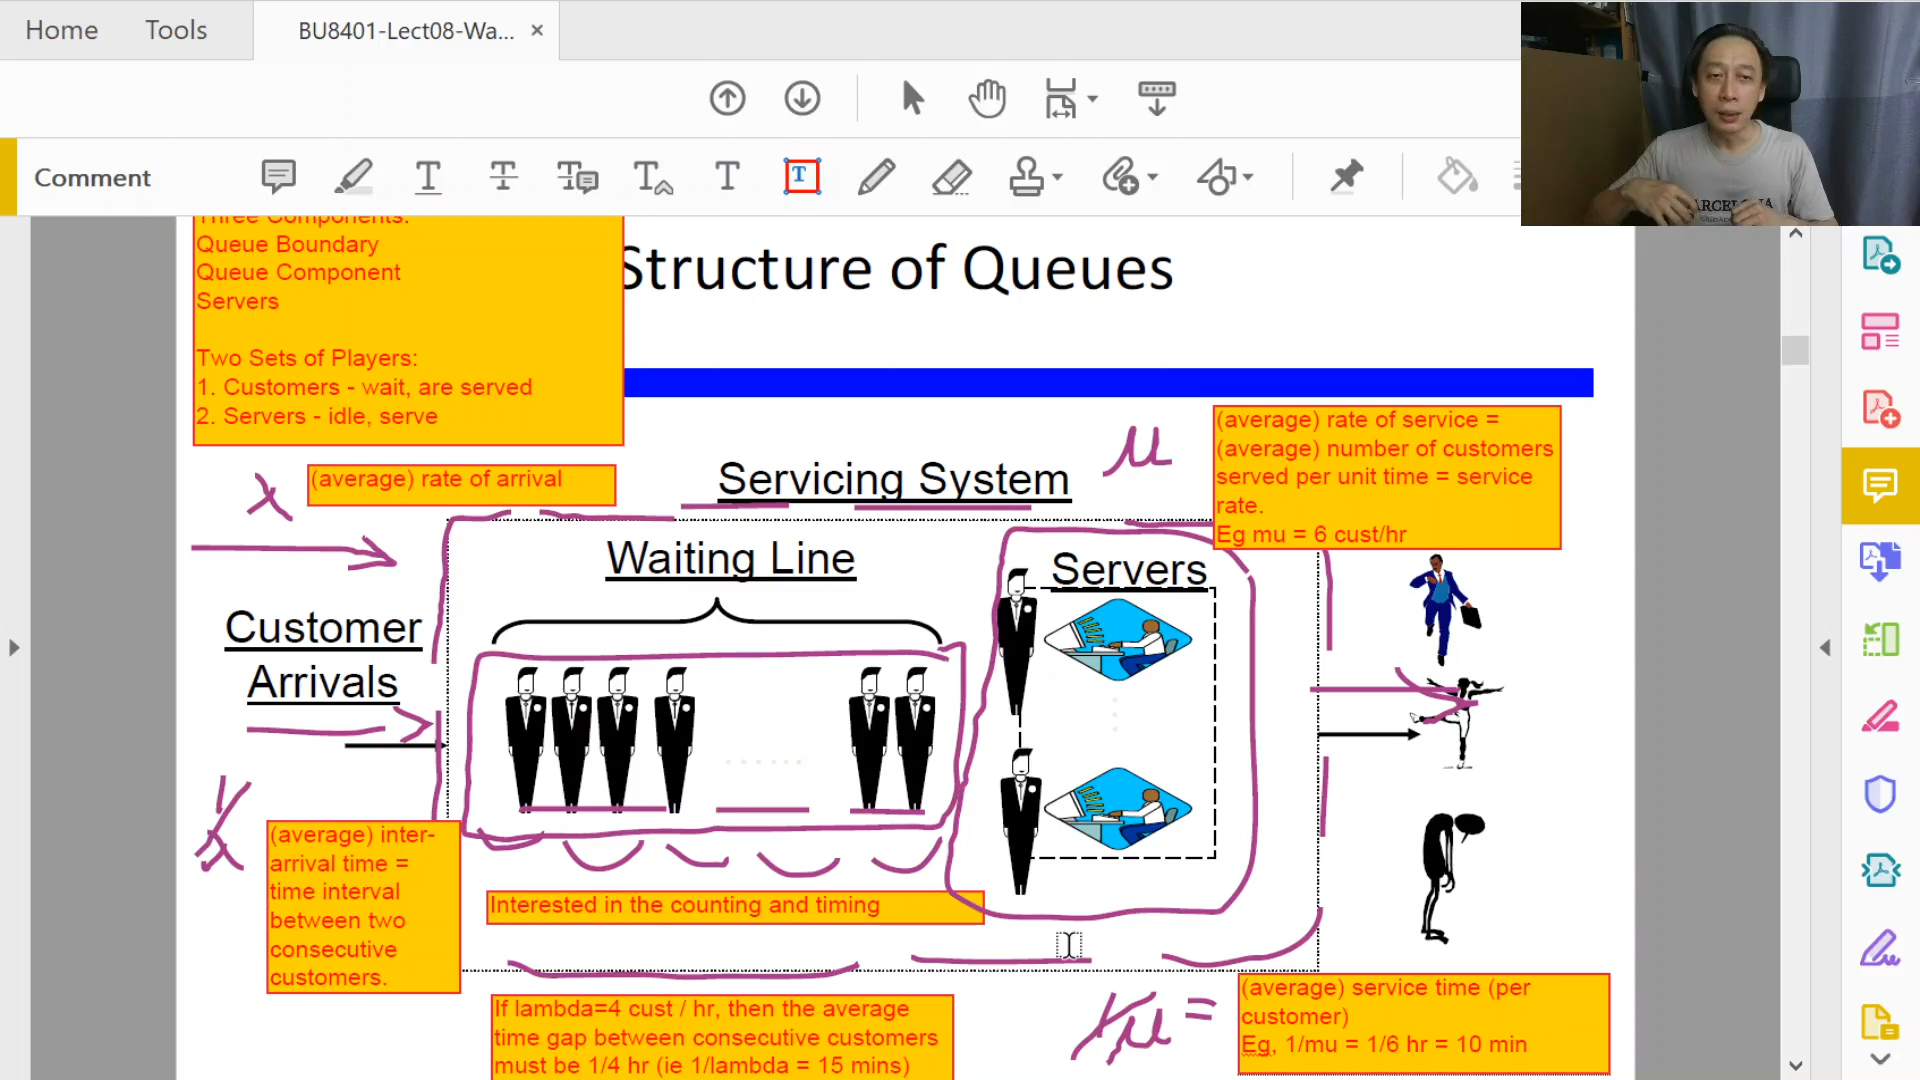 Home Tools BU8401-Lect08-Wa... ×
Comment
Three Components:
Queue Boundary
Queue Component
Servers
Two Sets of Players:
1. Customers - wait, are served
2. Servers - idle, serve
Structure of Queues
λ
(average) rate of arrival
Servicing System
μ
(average) rate of service =
(average) number of customers
served per unit time = service
rate.
Eg mu = 6 cust/hr
Waiting Line
Servers
Customer
Arrivals
1/λ
(average) inter-
arrival time =
time interval
between two
consecutive
customers.
Interested in the counting and timing
If lambda=4 cust / hr, then the average
time gap between consecutive customers
must be 1/4 hr (ie 1/lambda = 15 mins)
1/μ =
(average) service time (per
customer)
Eg, 1/mu = 1/6 hr = 10 min